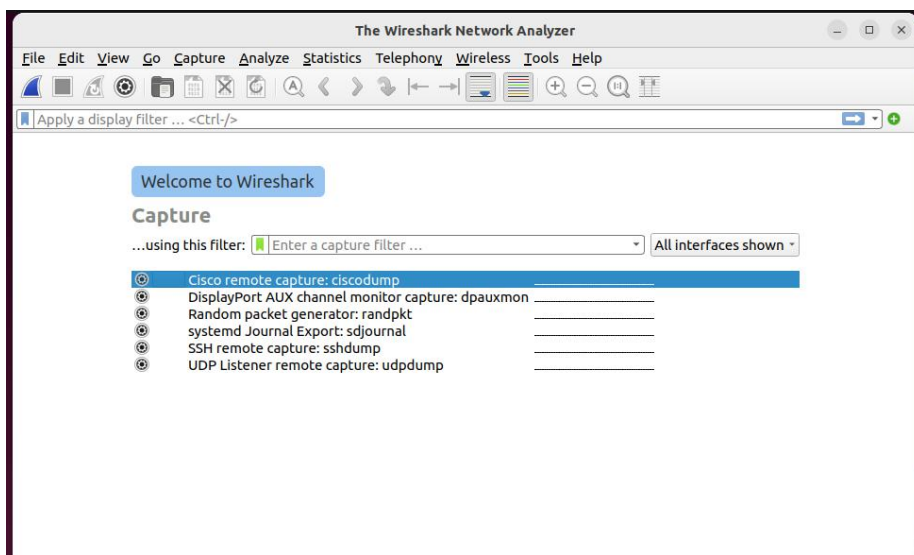 The Wireshark Network Analyzer
File Edit View Go Capture Analyze Statistics Telephony Wireless Tools Help
Apply a display filter … <Ctrl-/>
Welcome to Wireshark
Capture
…using this filter: Enter a capture filter … All interfaces shown
Cisco remote capture: ciscodump
DisplayPort AUX channel monitor capture: dpauxmon
Random packet generator: randpkt
systemd Journal Export: sdjournal
SSH remote capture: sshdump
UDP Listener remote capture: udpdump